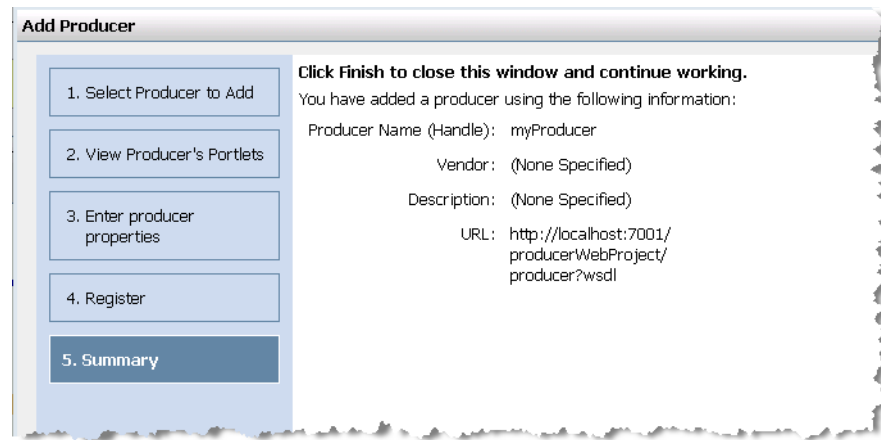 Add Producer
1. Select Producer to Add
2. View Producer's Portlets
3. Enter producer
properties
4. Register
5. Summary
Click Finish to close this window and continue working.
You have added a producer using the following information:
Producer Name (Handle): myProducer
Vendor: (None Specified)
Description: (None Specified)
URL: http://localhost:7001/
producerWebProject/
producer?wsdl